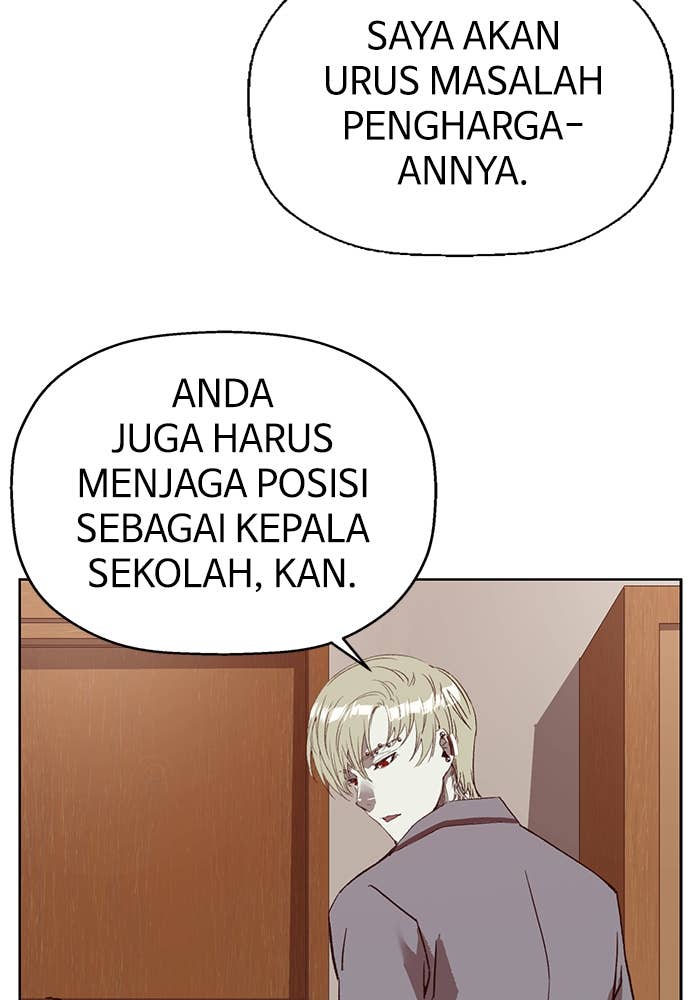 SAYA AKAN
URUS MASALAH
PENGHARGA-
ANNYA.
ANDA
JUGA HARUS
MENJAGA POSISI
SEBAGAI KEPALA
SEKOLAH, KAN.